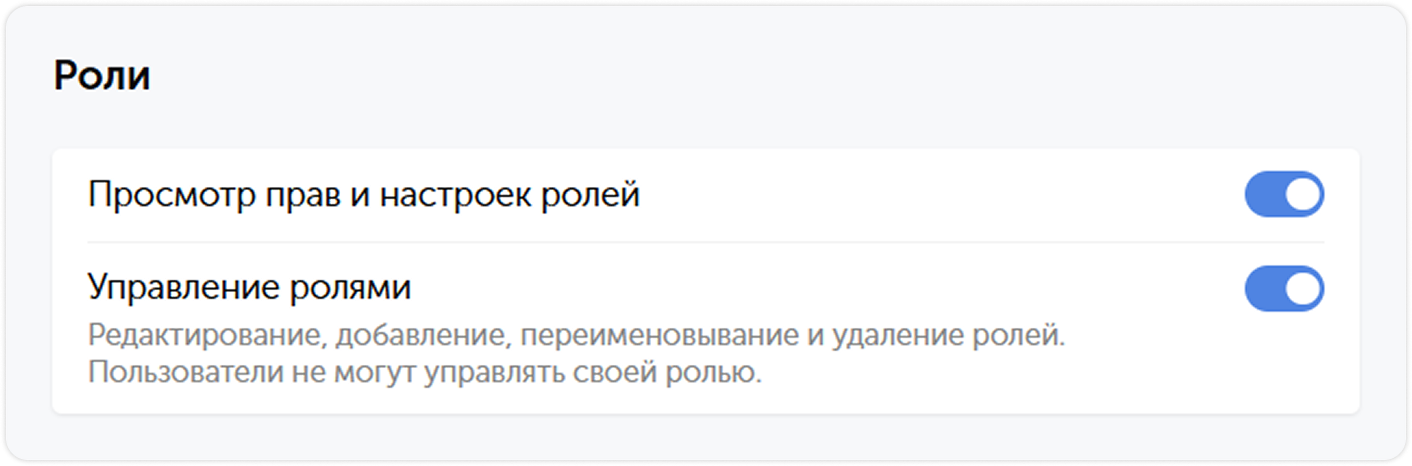 Роли
Просмотр прав и настроек ролей
Управление ролями
Редактирование, добавление, переименовывание и удаление ролей.
Пользователи не могут управлять своей ролью.